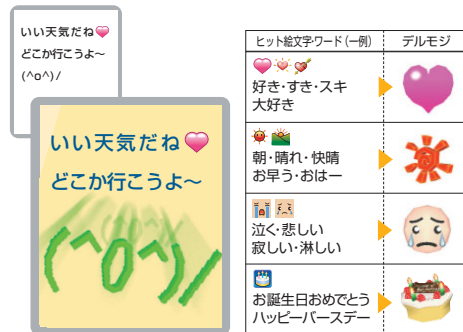 いい天気だね
どこか行こうよ～
(^o^)/
いい天気だね
どこか行こうよ～
(^O^)/
ヒット絵文字・ワード(一例)
デルモジ
好き・すき・スキ
大好き
朝・晴れ・快晴
お早う・おはー
泣く・悲しい
寂しい・淋しい
お誕生日おめでとう
ハッピーバースデー